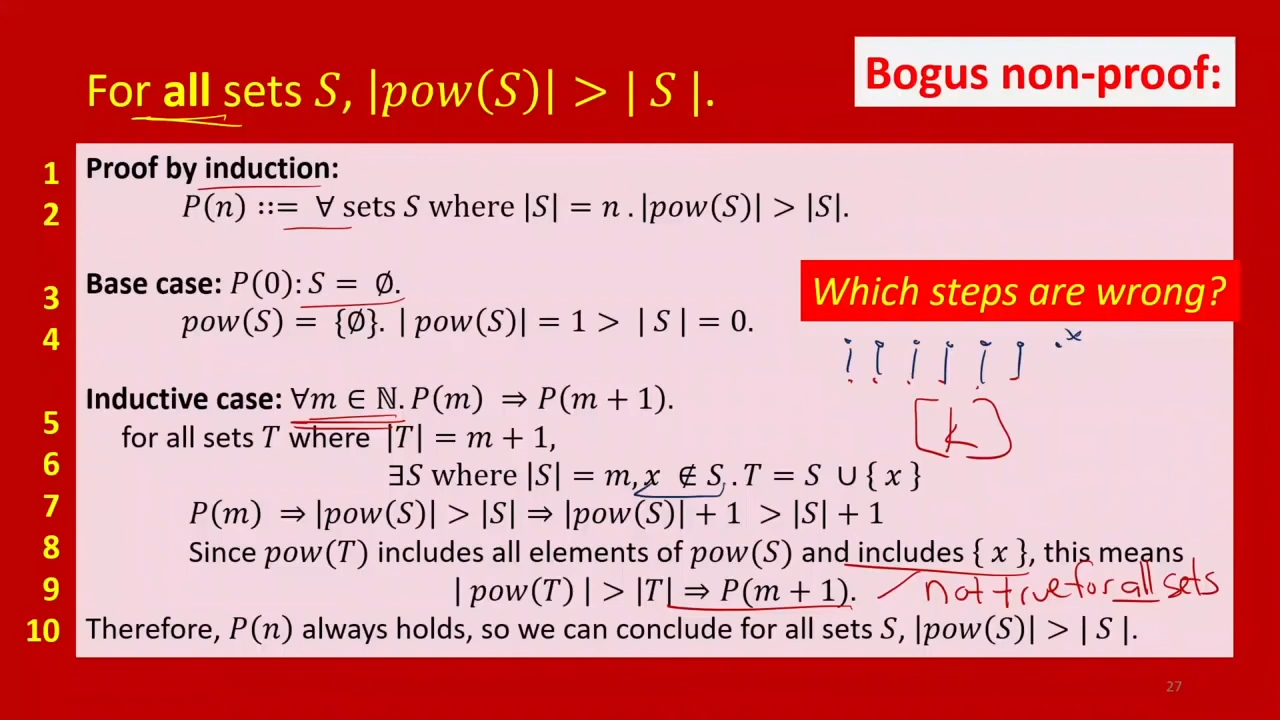 For all sets S, |pow(S)| > | S |.
Bogus non-proof:
1 Proof by induction:
2 P(n) ::= ∀ sets S where |S| = n . |pow(S)| > |S|.
3 Base case: P(0): S = ∅.
4 pow(S) = {∅}. | pow(S)| = 1 > | S | = 0.
Which steps are wrong?
x
[k]
5 Inductive case: ∀m ∈ ℕ. P(m) ⇒ P(m + 1).
for all sets T where |T| = m + 1,
6 ∃S where |S| = m, x ∉ S . T = S ∪ { x }
7 P(m) ⇒ |pow(S)| > |S| ⇒ |pow(S)| + 1 > |S| + 1
8 Since pow(T) includes all elements of pow(S) and includes { x }, this means
9 | pow(T) | > |T| ⇒ P(m + 1).
not true for all sets
10 Therefore, P(n) always holds, so we can conclude for all sets S, |pow(S)| > | S |.
27